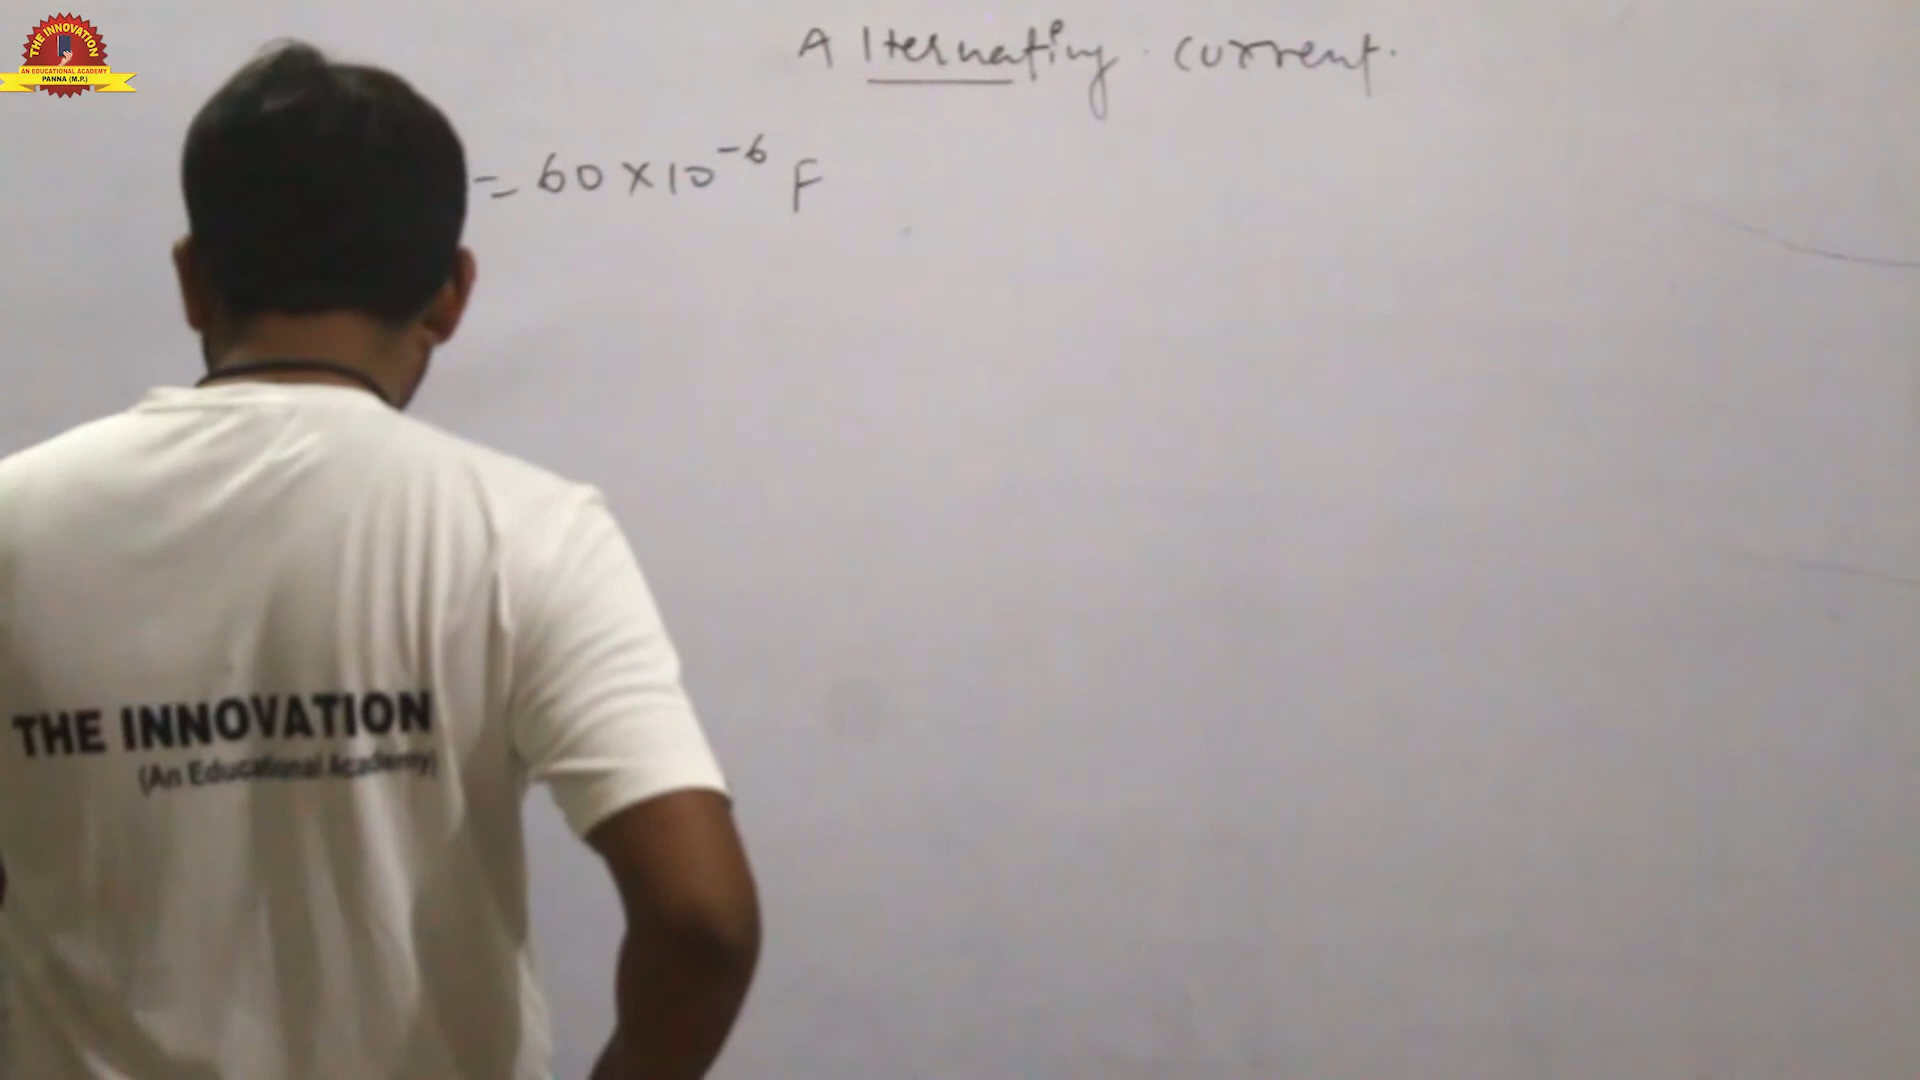 THE INNOVATION
AN EDUCATIONAL ACADEMY
PANNA (M.P.)
Alternating current.
= 60 × 10⁻⁶ F
THE INNOVATION
(An Educational Academy)